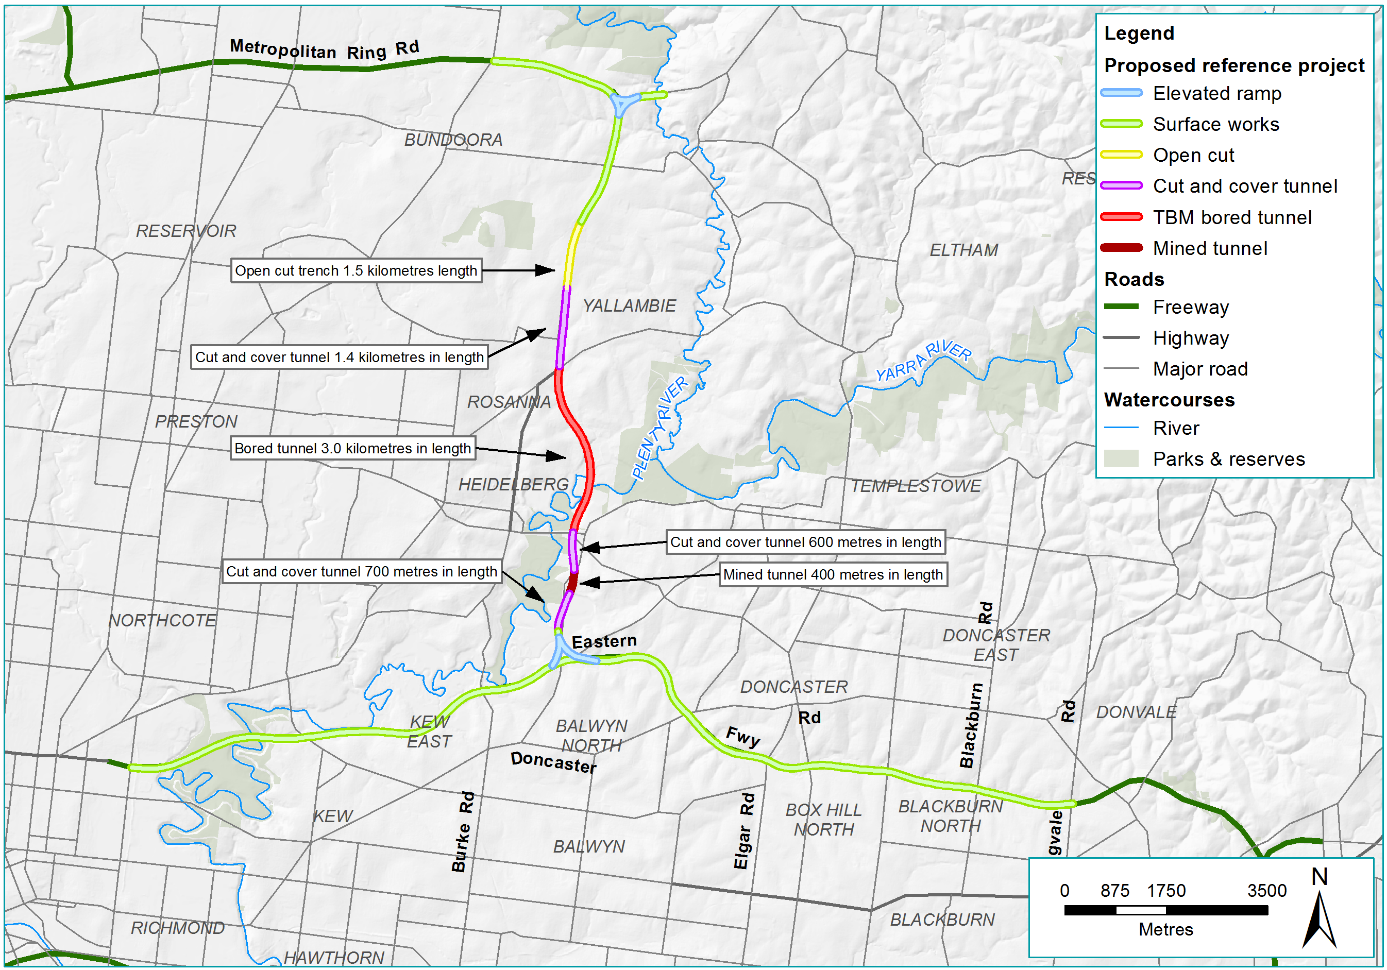 Metropolitan Ring Rd
BUNDOORA
RESERVOIR
ELTHAM
Open cut trench 1.5 kilometres length
YALLAMBIE
Cut and cover tunnel 1.4 kilometres in length
YARRA RIVER
ROSANNA
PRESTON
PLENTY RIVER
Bored tunnel 3.0 kilometres in length
HEIDELBERG
TEMPLESTOWE
Cut and cover tunnel 600 metres in length
Cut and cover tunnel 700 metres in length
Mined tunnel 400 metres in length
NORTHCOTE
Eastern
Rd
DONCASTER
EAST
DONCASTER
Blackburn
Rd
Rd
DONVALE
KEW
EAST
BALWYN
NORTH
Fwy
Doncaster
KEW
Burke Rd
BALWYN
Elgar Rd
BOX HILL
NORTH
BLACKBURN
NORTH
gvale
RICHMOND
HAWTHORN
BLACKBURN
RES
Legend
Proposed reference project
Elevated ramp
Surface works
Open cut
Cut and cover tunnel
TBM bored tunnel
Mined tunnel
Roads
Freeway
Highway
Major road
Watercourses
River
Parks & reserves
0 875 1750 3500
Metres
N